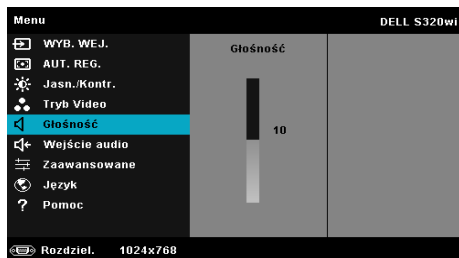 Menu
DELL S320wi
WYB. WEJ.
AUT. REG.
Jasn./Kontr.
Tryb Video
Głośność
Wejście audio
Zaawansowane
Język
? Pomoc
Głośność
10
Rozdziel. 1024x768